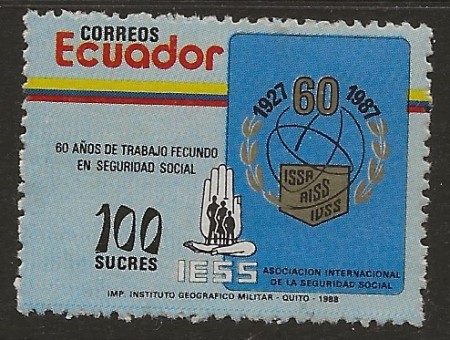 CORREOS
Ecuador
1927 60 1987
60 AÑOS DE TRABAJO FECUNDO
EN SEGURIDAD SOCIAL
ISSA
AISS
IVSS
100
SUCRES
IESS
ASOCIACION INTERNACIONAL
DE LA SEGURIDAD SOCIAL
IMP. INSTITUTO GEOGRAFICO MILITAR - QUITO - 1988